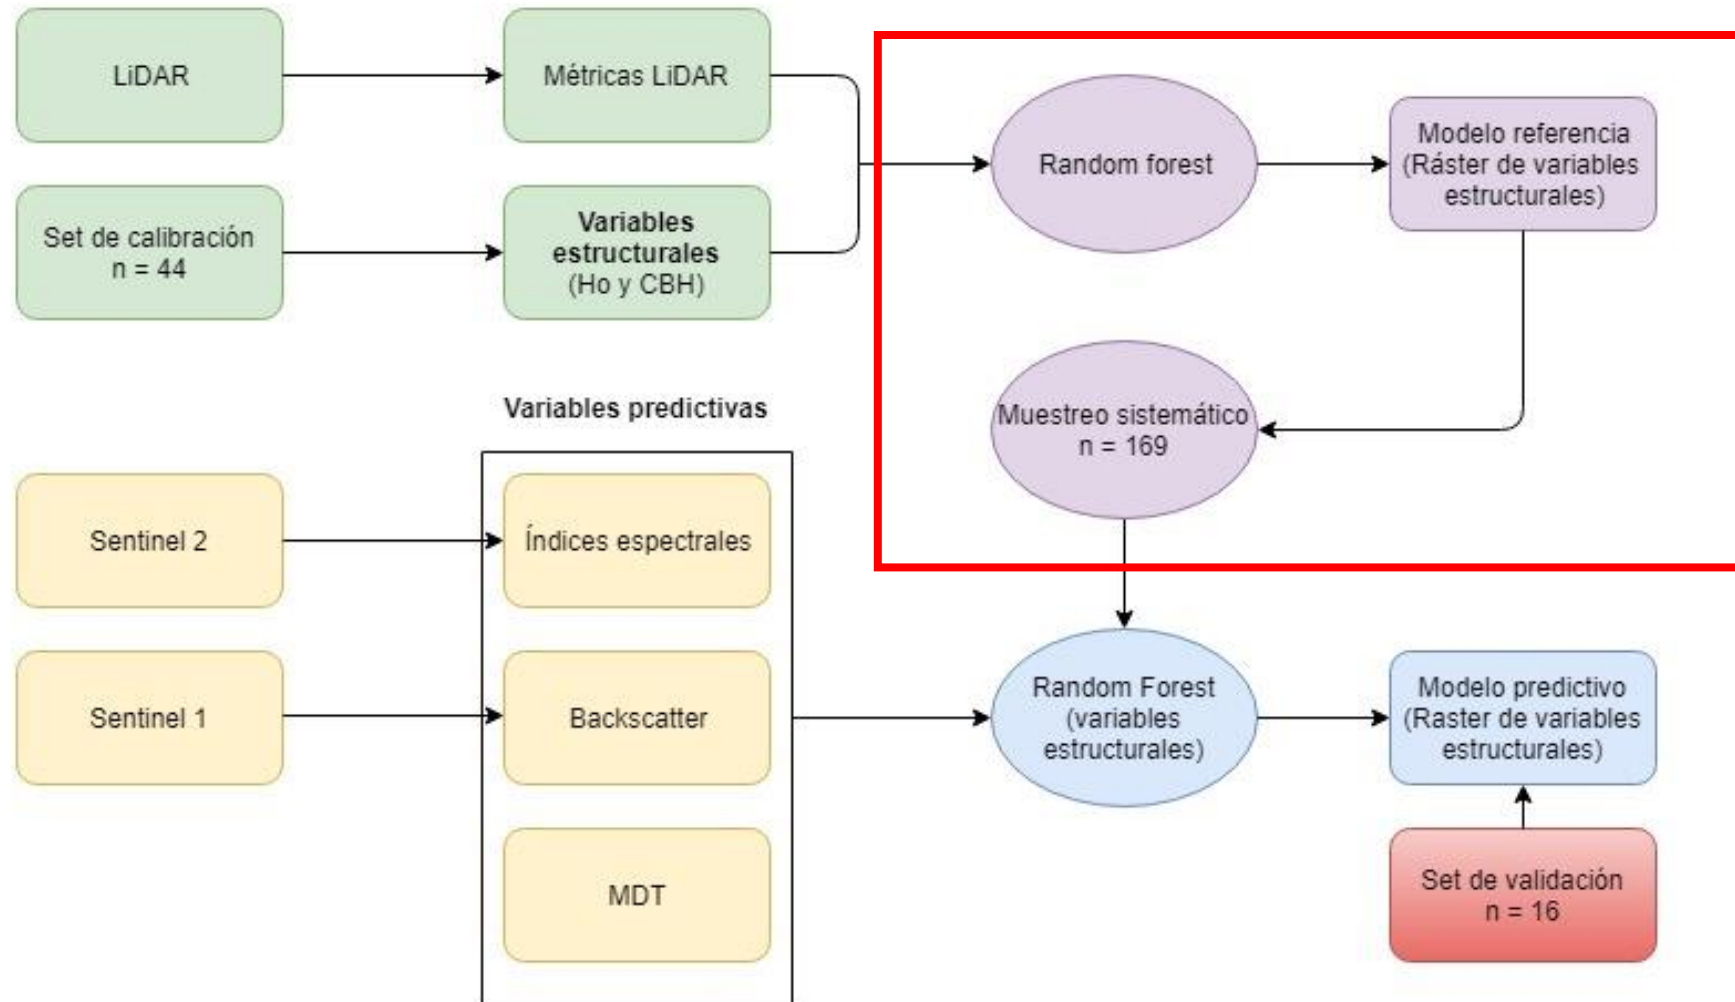 LiDAR
Métricas LiDAR
Random forest
Modelo referencia
(Ráster de variables
estructurales)
Set de calibración
n = 44
Variables
estructurales
(Ho y CBH)
Muestreo sistemático
n = 169
Variables predictivas
Sentinel 2
Índices espectrales
Sentinel 1
Backscatter
Random Forest
(variables
estructurales)
Modelo predictivo
(Raster de variables
estructurales)
MDT
Set de validación
n = 16